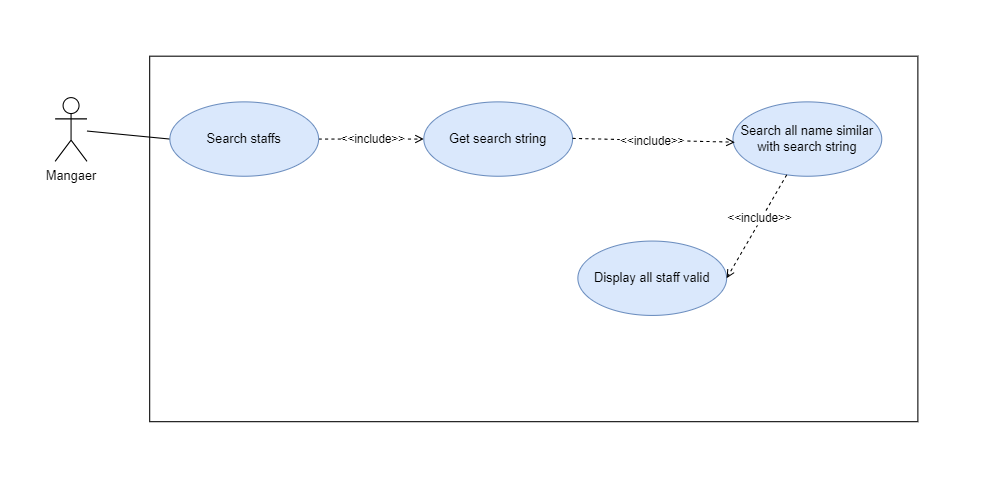 Search staffs
<<include>>
Get search string
<<include>>
Search all name similar
with search string
Mangaer
<<include>>
Display all staff valid